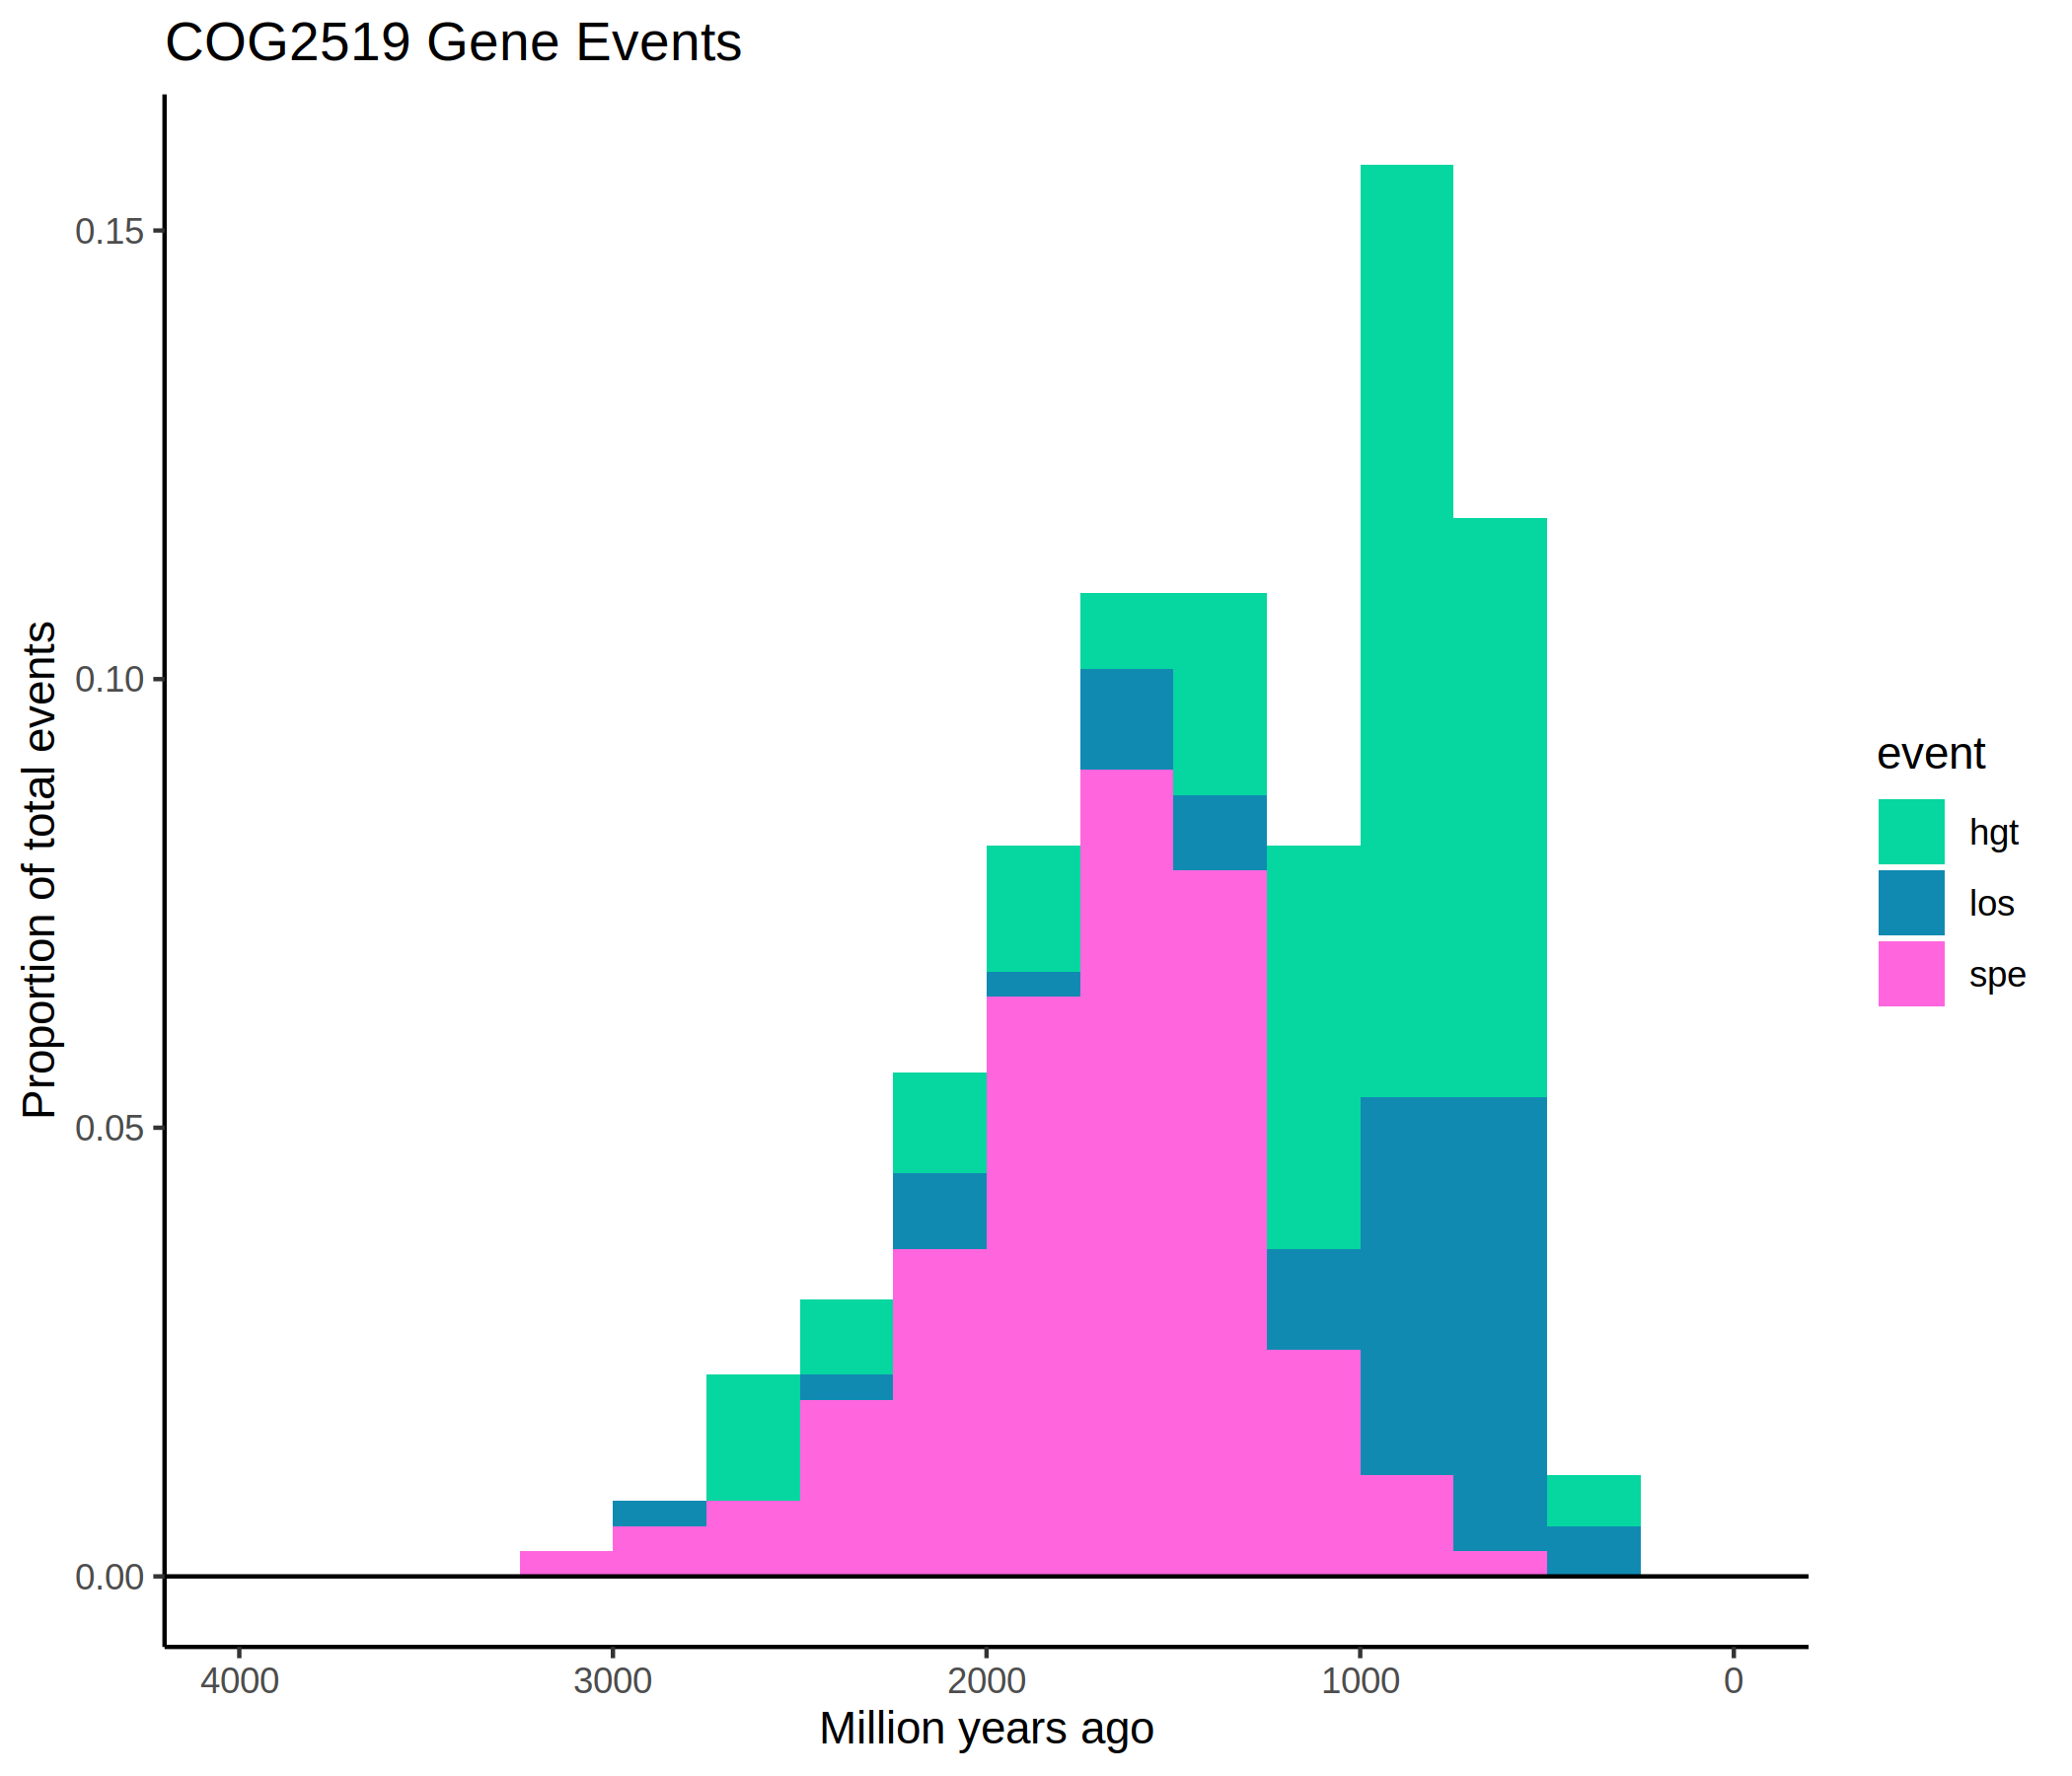 COG2519 Gene Events
Proportion of total events
0.15
0.10
0.05
0.00
4000 3000 2000 1000 0
Million years ago
event
hgt
los
spe